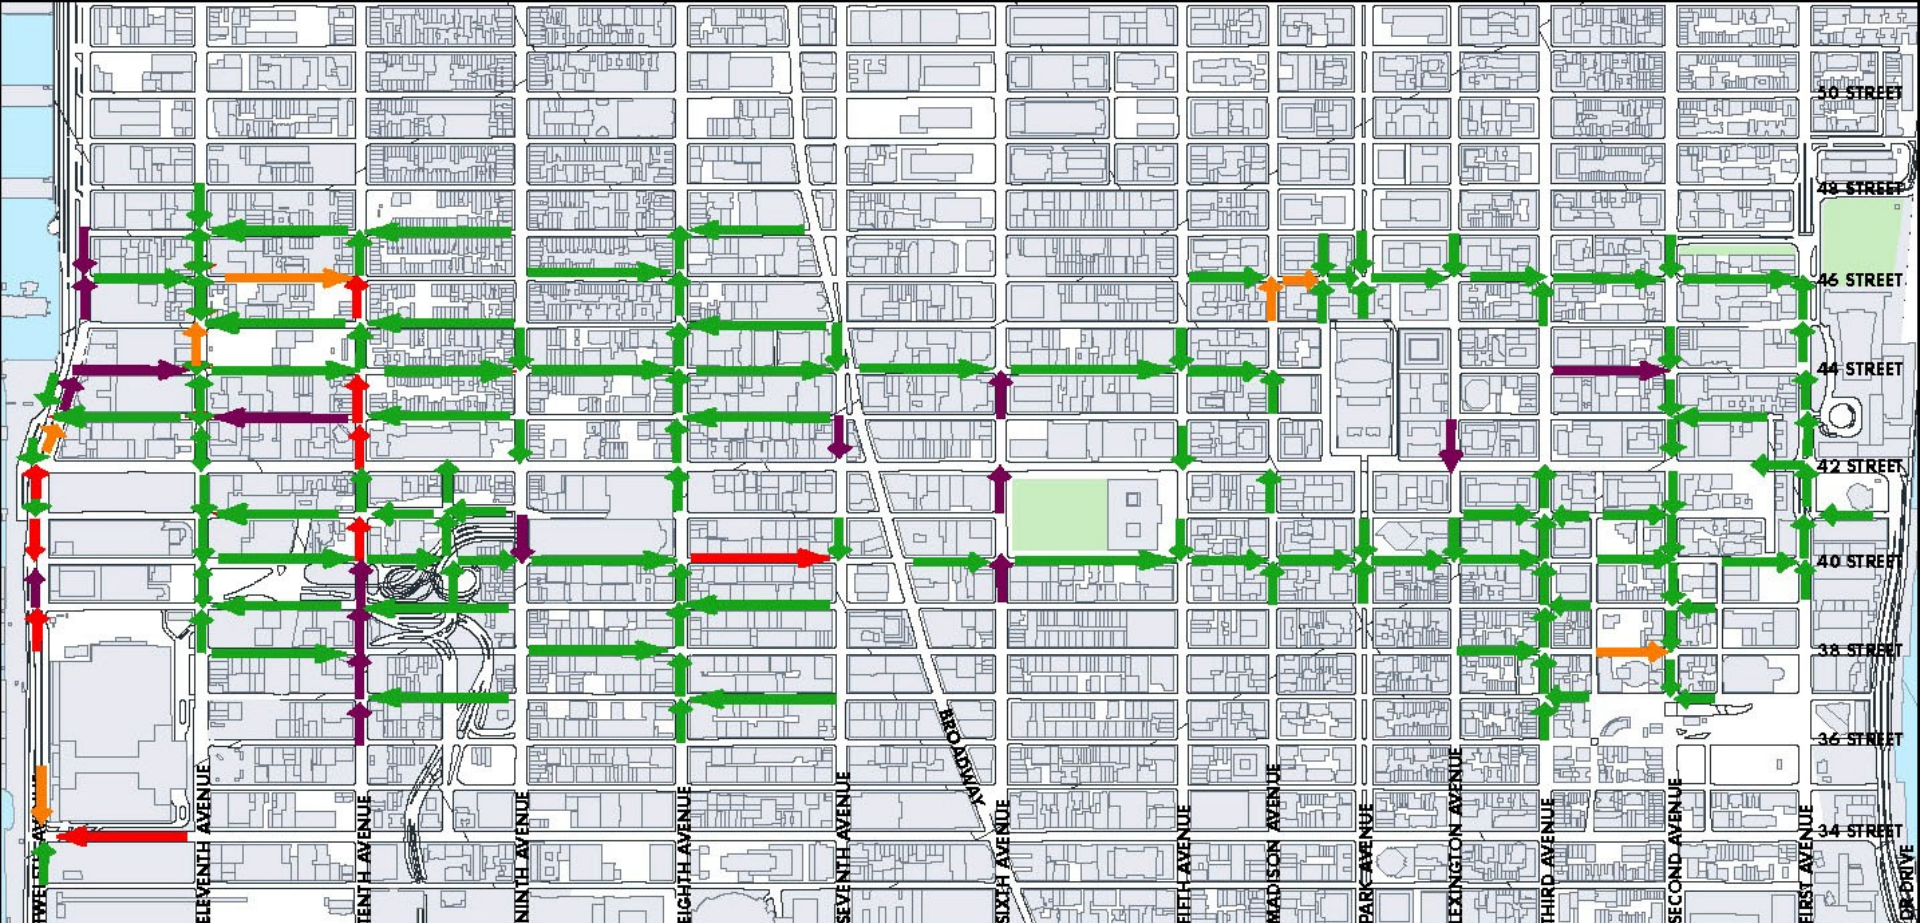 50 STREET
48 STREET
46 STREET
44 STREET
42 STREET
40 STREET
38 STREET
36 STREET
34 STREET
BROADWAY
ELEVENTH AVENUE
TENTH AVENUE
NINTH AVENUE
EIGHTH AVENUE
SEVENTH AVENUE
SIXTH AVENUE
FIFTH AVENUE
MADISON AVENUE
PARK AVENUE
LEXINGTON AVENUE
THIRD AVENUE
SECOND AVENUE
FIRST AVENUE
DRIVE